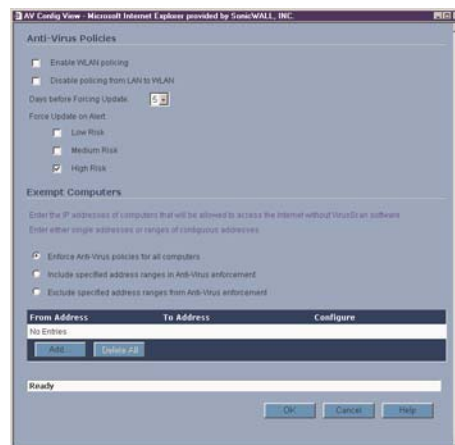 AV Config View - Microsoft Internet Explorer provided by SonicWALL, INC.
Anti-Virus Policies
Enable WLAN policing
Disable policing from LAN to WLAN
Days before Forcing Update: 5
Force Update on Alert:
Low Risk
Medium Risk
High Risk
Exempt Computers
Enter the IP addresses of computers that will be allowed to access the Internet without VirusScan software.
Enter either single addresses or ranges of contiguous addresses
Enforce Anti-Virus policies for all computers
Include specified address ranges in Anti-Virus enforcement
Exclude specified address ranges from Anti-Virus enforcement
From Address To Address Configure
No Entries
Add... Delete All
Ready
OK Cancel Help